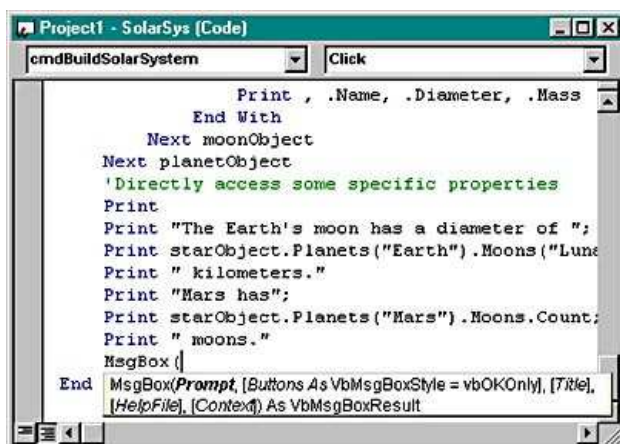 Project1 - SolarSys (Code)
cmdBuildSolarSystem Click
Print , .Name, .Diameter, .Mass
End With
Next moonObject
Next planetObject
'Directly access some specific properties
Print
Print "The Earth's moon has a diameter of ";
Print starObject.Planets("Earth").Moons("Luna
Print " kilometers."
Print "Mars has";
Print starObject.Planets("Mars").Moons.Count;
Print " moons."
MsgBox(
End
MsgBox(Prompt, [Buttons As VbMsgBoxStyle = vbOKOnly], [Title],
[HelpFile], [Context]) As VbMsgBoxResult